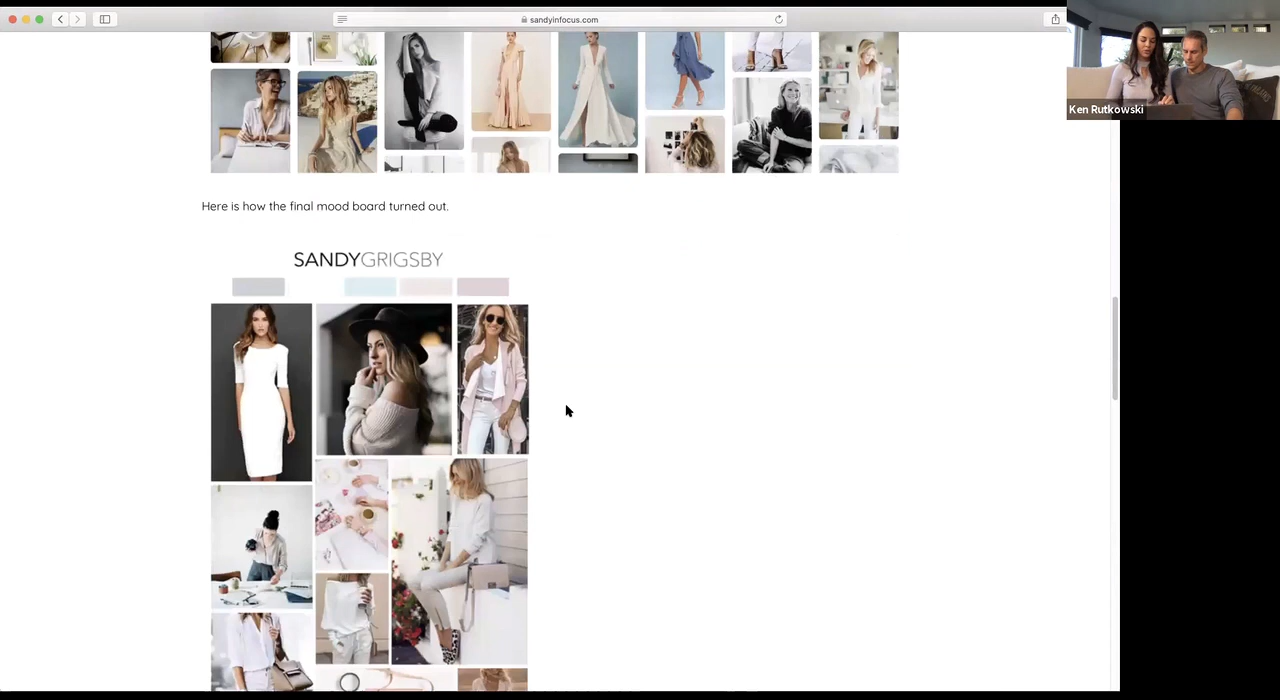 sandyinfocus.com
Ken Rutkowski
Here is how the final mood board turned out.
SANDYGRIGSBY